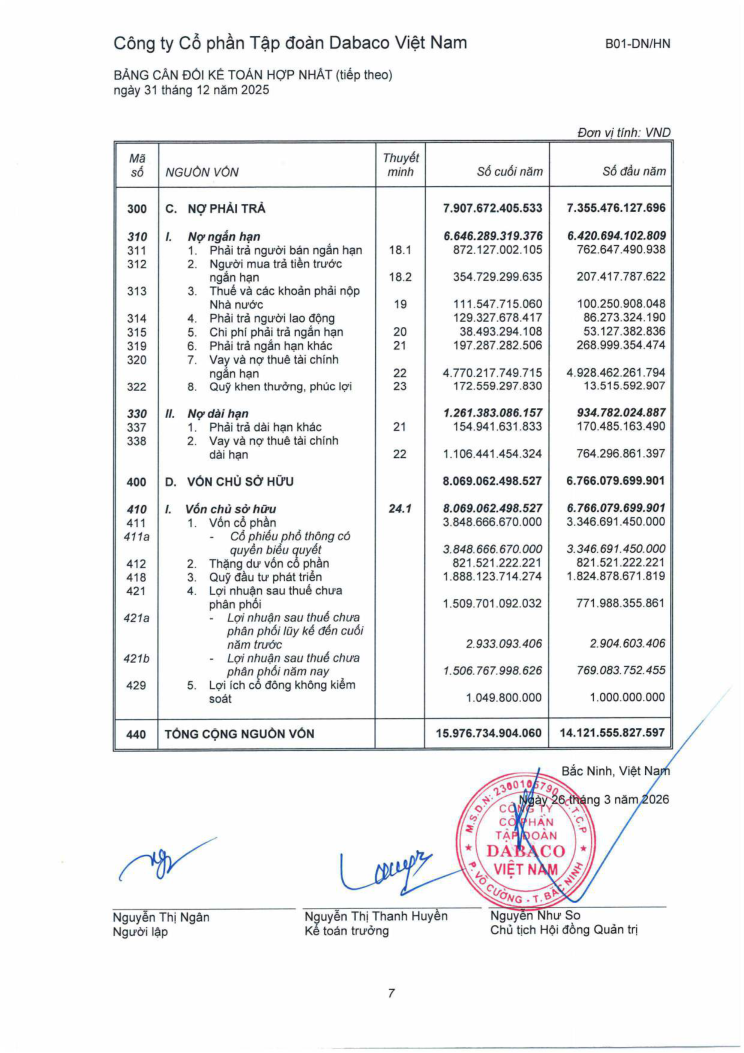 Công ty Cổ phần Tập đoàn Dabaco Việt Nam B01-DN/HN
BẢNG CÂN ĐỐI KẾ TOÁN HỢP NHẤT (tiếp theo)
ngày 31 tháng 12 năm 2025
Đơn vị tính: VND
Mã số NGUỒN VỐN Thuyết minh Số cuối năm Số đầu năm
300 C. NỢ PHẢI TRẢ 7.907.672.405.533 7.355.476.127.696
310 I. Nợ ngắn hạn 6.646.289.319.376 6.420.694.102.809
311 1. Phải trả người bán ngắn hạn 18.1 872.127.002.105 762.647.490.938
312 2. Người mua trả tiền trước
ngắn hạn 18.2 354.729.299.635 207.417.787.622
313 3. Thuế và các khoản phải nộp
Nhà nước 19 111.547.715.060 100.250.908.048
314 4. Phải trả người lao động 129.327.678.417 86.273.324.190
315 5. Chi phí phải trả ngắn hạn 20 38.493.294.108 53.127.382.836
319 6. Phải trả ngắn hạn khác 21 197.287.282.506 268.999.354.474
320 7. Vay và nợ thuê tài chính
ngắn hạn 22 4.770.217.749.715 4.928.462.261.794
322 8. Quỹ khen thưởng, phúc lợi 23 172.559.297.830 13.515.592.907
330 II. Nợ dài hạn 1.261.383.086.157 934.782.024.887
337 1. Phải trả dài hạn khác 21 154.941.631.833 170.485.163.490
338 2. Vay và nợ thuê tài chính
dài hạn 22 1.106.441.454.324 764.296.861.397
400 D. VỐN CHỦ SỞ HỮU 8.069.062.498.527 6.766.079.699.901
410 I. Vốn chủ sở hữu 24.1 8.069.062.498.527 6.766.079.699.901
411 1. Vốn cổ phần 3.848.666.670.000 3.346.691.450.000
411a - Cổ phiếu phổ thông có
quyền biểu quyết 3.848.666.670.000 3.346.691.450.000
412 2. Thặng dư vốn cổ phần 821.521.222.221 821.521.222.221
418 3. Quỹ đầu tư phát triển 1.888.123.714.274 1.824.878.671.819
421 4. Lợi nhuận sau thuế chưa
phân phối 1.509.701.092.032 771.988.355.861
421a - Lợi nhuận sau thuế chưa
phân phối lũy kế đến cuối
năm trước 2.933.093.406 2.904.603.406
421b - Lợi nhuận sau thuế chưa
phân phối năm nay 1.506.767.998.626 769.083.752.455
429 5. Lợi ích cổ đông không kiểm
soát 1.049.800.000 1.000.000.000
440 TỔNG CỘNG NGUỒN VỐN 15.976.734.904.060 14.121.555.827.597
Bắc Ninh, Việt Nam
Ngày 26 tháng 3 năm 2026
CÔNG TY
CỔ PHẦN
TẬP ĐOÀN
DABACO
VIỆT NAM
P. VÕ CƯỜNG - T. BẮC NINH
Nguyễn Thị Ngân Nguyễn Thị Thanh Huyền Nguyễn Như So
Người lập Kế toán trưởng Chủ tịch Hội đồng Quản trị
7